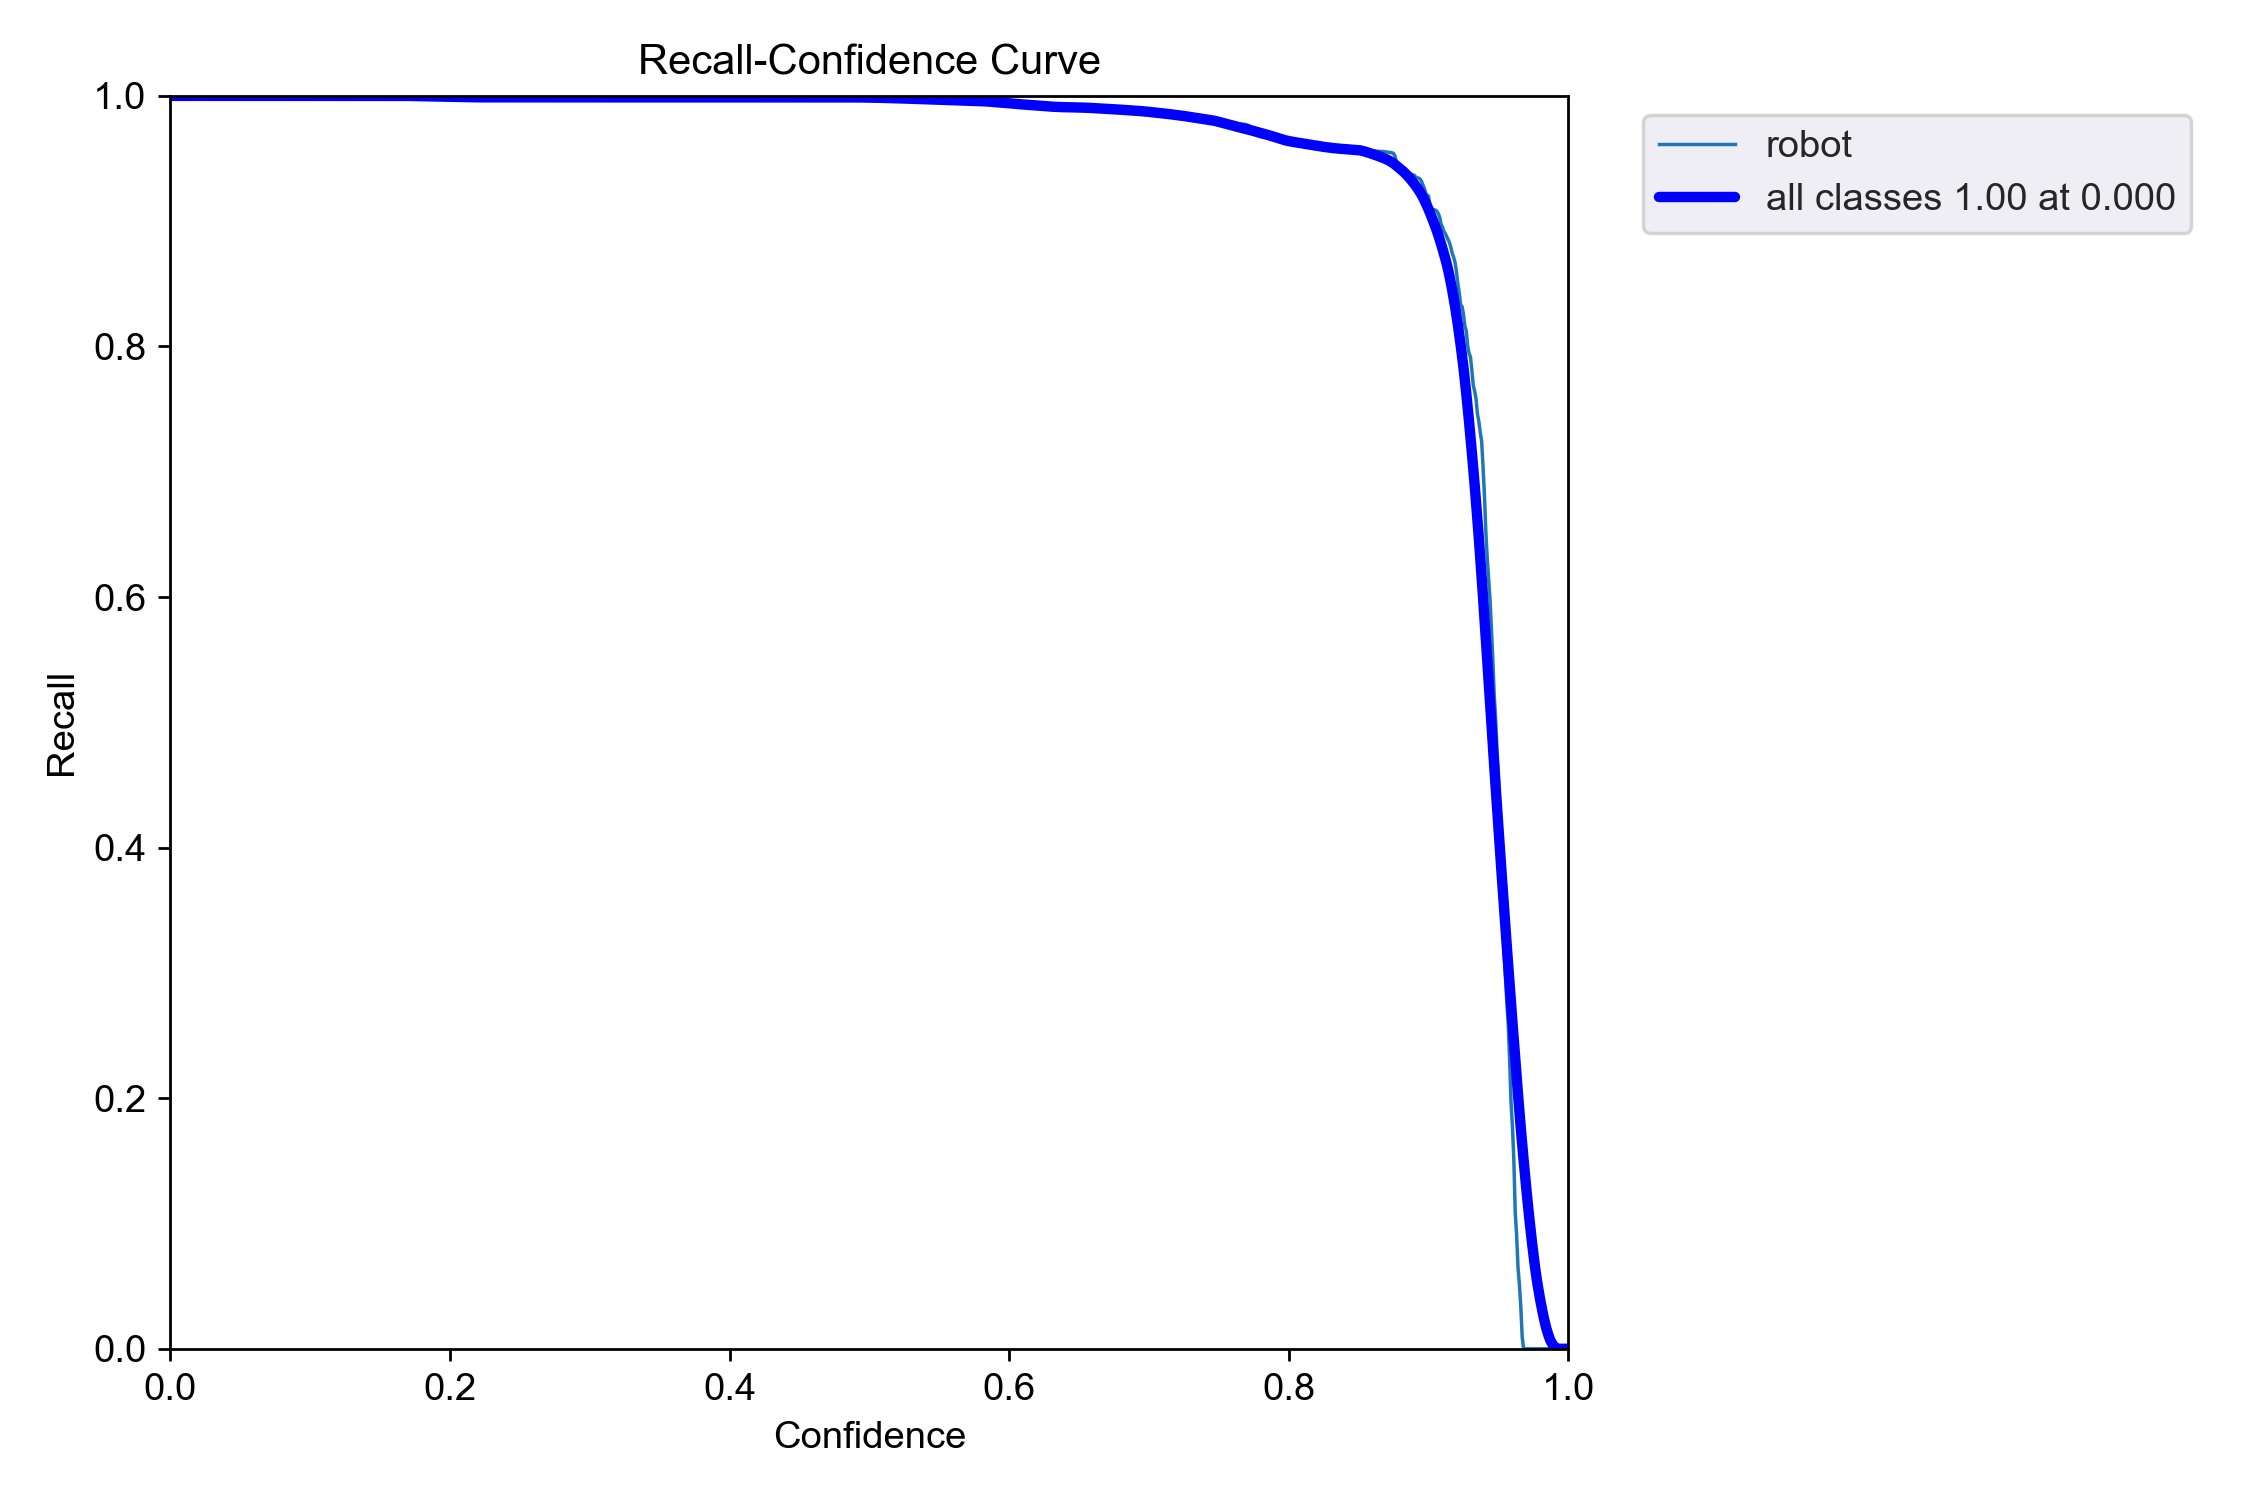 Recall-Confidence Curve
robot
all classes 1.00 at 0.000
1.0
0.8
0.6
0.4
0.2
0.0
Recall
0.0 0.2 0.4 0.6 0.8 1.0
Confidence